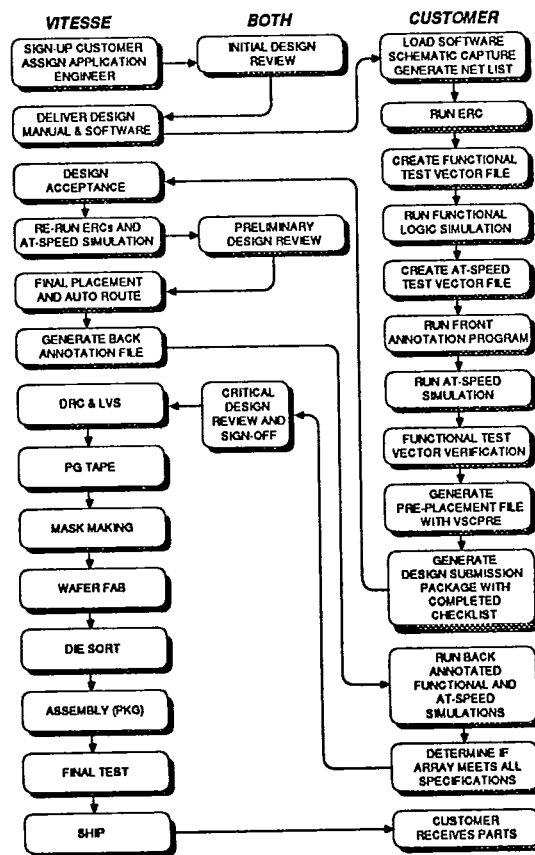 VITESSE
BOTH
CUSTOMER
SIGN-UP CUSTOMER
ASSIGN APPLICATION
ENGINEER
INITIAL DESIGN
REVIEW
LOAD SOFTWARE
SCHEMATIC CAPTURE
GENERATE NET LIST
DELIVER DESIGN
MANUAL & SOFTWARE
RUN ERC
CREATE FUNCTIONAL
TEST VECTOR FILE
RUN FUNCTIONAL
LOGIC SIMULATION
CREATE AT-SPEED
TEST VECTOR FILE
RUN FRONT
ANNOTATION PROGRAM
RUN AT-SPEED
SIMULATION
FUNCTIONAL TEST
VECTOR VERIFICATION
GENERATE
PRE-PLACEMENT FILE
WITH VSCPRE
GENERATE
DESIGN SUBMISSION
PACKAGE WITH
COMPLETED
CHECKLIST
DESIGN
ACCEPTANCE
RE-RUN ERCs AND
AT-SPEED SIMULATION
PRELIMINARY
DESIGN REVIEW
FINAL PLACEMENT
AND AUTO ROUTE
GENERATE BACK
ANNOTATION FILE
RUN BACK
ANNOTATED
FUNCTIONAL AND
AT-SPEED
SIMULATIONS
DETERMINE IF
ARRAY MEETS ALL
SPECIFICATIONS
CRITICAL
DESIGN
REVIEW AND
SIGN-OFF
DRC & LVS
PG TAPE
MASK MAKING
WAFER FAB
DIE SORT
ASSEMBLY (PKG)
FINAL TEST
SHIP
CUSTOMER
RECEIVES PARTS